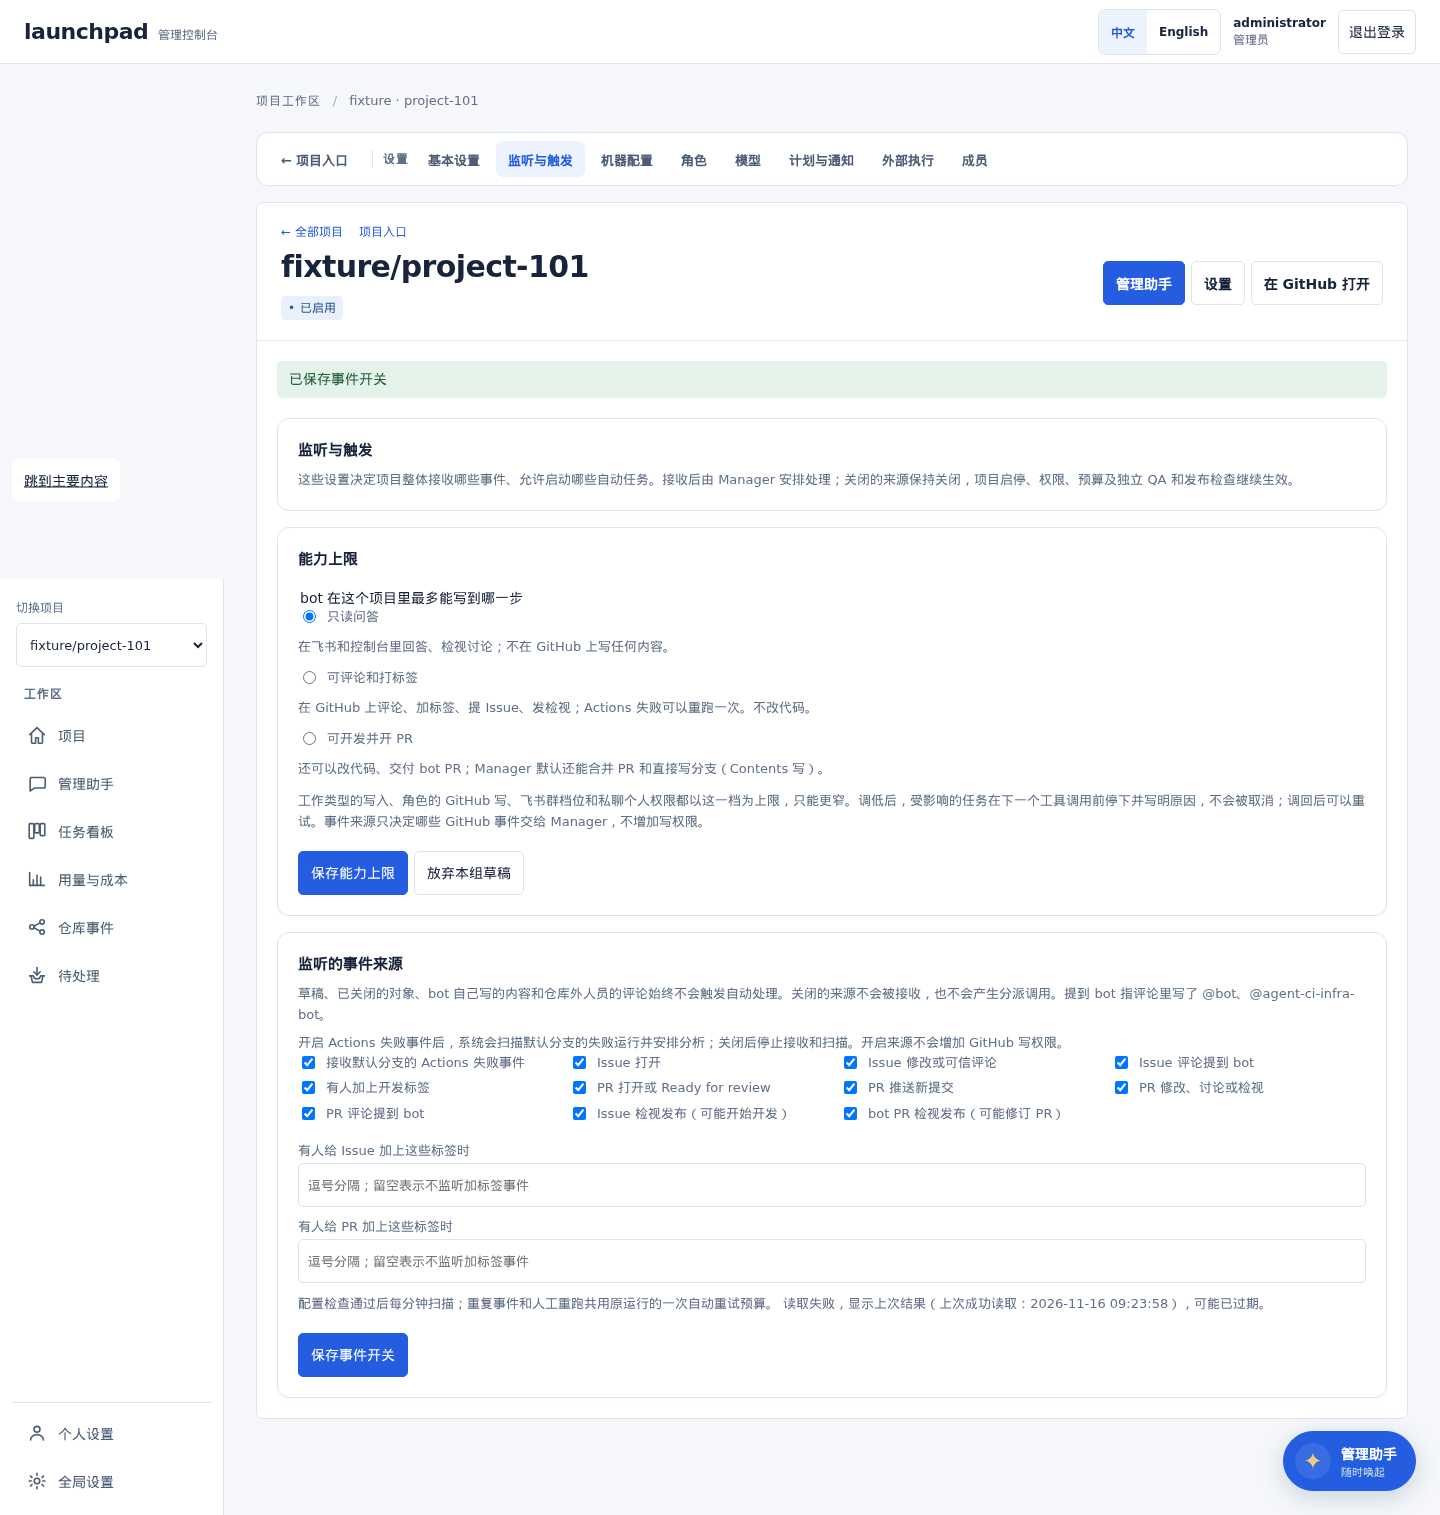 launchpad 管理控制台
中文 English
administrator
管理员
退出登录
项目工作区 / fixture · project-101
← 项目入口 设置 基本设置 监听与触发 机器配置 角色 模型 计划与通知 外部执行 成员
← 全部项目 项目入口
fixture/project-101
• 已启用
管理助手 设置 在 GitHub 打开
已保存事件开关
监听与触发
这些设置决定项目整体接收哪些事件、允许启动哪些自动任务。接收后由 Manager 安排处理；关闭的来源保持关闭，项目启停、权限、预算及独立 QA 和发布检查继续生效。
跳到主要内容
能力上限
bot 在这个项目里最多能写到哪一步
只读问答
在飞书和控制台里回答、检视讨论；不在 GitHub 上写任何内容。
可评论和打标签
在 GitHub 上评论、加标签、提 Issue、发检视；Actions 失败可以重跑一次。不改代码。
可开发并开 PR
还可以改代码、交付 bot PR；Manager 默认还能合并 PR 和直接写分支（Contents 写）。
工作类型的写入、角色的 GitHub 写、飞书群档位和私聊个人权限都以这一档为上限，只能更窄。调低后，受影响的任务在下一个工具调用前停下并写明原因，不会被取消；调回后可以重
试。事件来源只决定哪些 GitHub 事件交给 Manager，不增加写权限。
保存能力上限 放弃本组草稿
切换项目
fixture/project-101
工作区
项目
管理助手
任务看板
用量与成本
仓库事件
待处理
监听的事件来源
草稿、已关闭的对象、bot 自己写的内容和仓库外人员的评论始终不会触发自动处理。关闭的来源不会被接收，也不会产生分派调用。提到 bot 指评论里写了 @bot、@agent-ci-infra-
bot。
开启 Actions 失败事件后，系统会扫描默认分支的失败运行并安排分析；关闭后停止接收和扫描。开启来源不会增加 GitHub 写权限。
接收默认分支的 Actions 失败事件 Issue 打开 Issue 修改或可信评论 Issue 评论提到 bot
有人加上开发标签 PR 打开或 Ready for review PR 推送新提交 PR 修改、讨论或检视
PR 评论提到 bot Issue 检视发布（可能开始开发） bot PR 检视发布（可能修订 PR）
有人给 Issue 加上这些标签时
逗号分隔；留空表示不监听加标签事件
有人给 PR 加上这些标签时
逗号分隔；留空表示不监听加标签事件
配置检查通过后每分钟扫描；重复事件和人工重跑共用原运行的一次自动重试预算。 读取失败，显示上次结果（上次成功读取：2026-11-16 09:23:58），可能已过期。
保存事件开关
个人设置
全局设置
管理助手
随时唤起